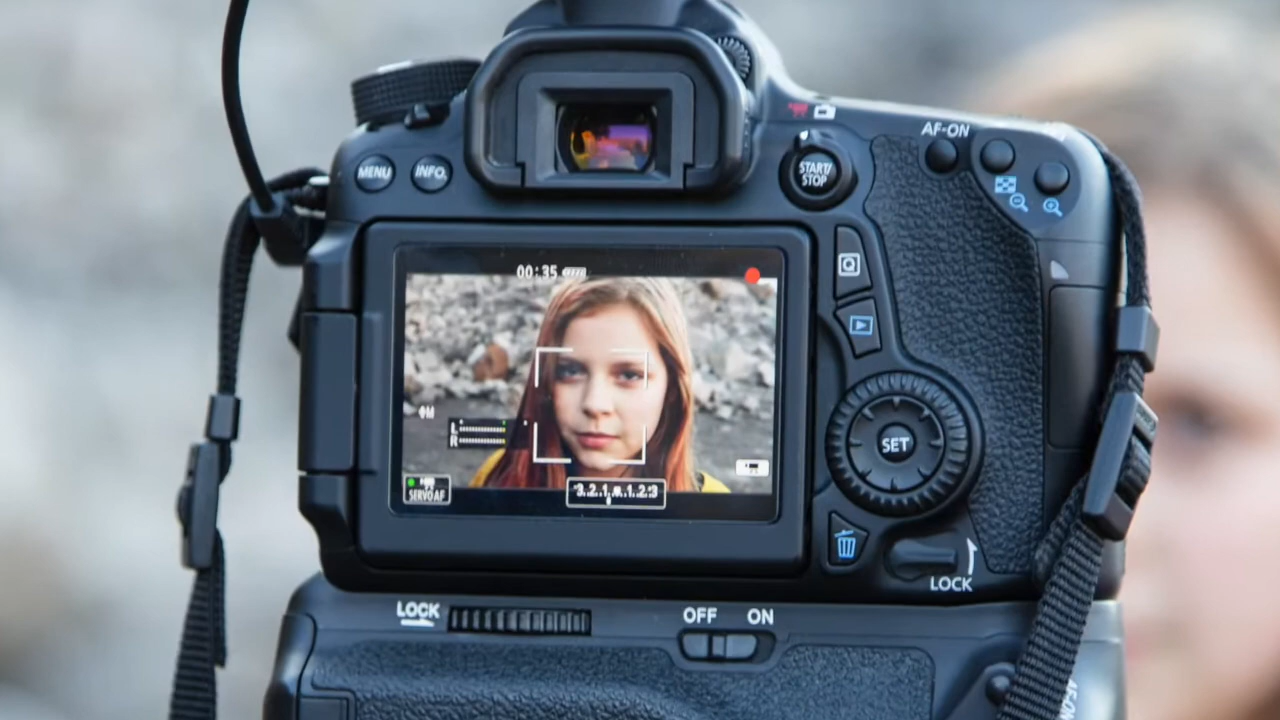 AF-ON
MENU
INFO.
START/
STOP
Q
00:35
L
R
SET
SERVO AF
3..2..1..0..1..2..3
LOCK
LOCK
OFF ON